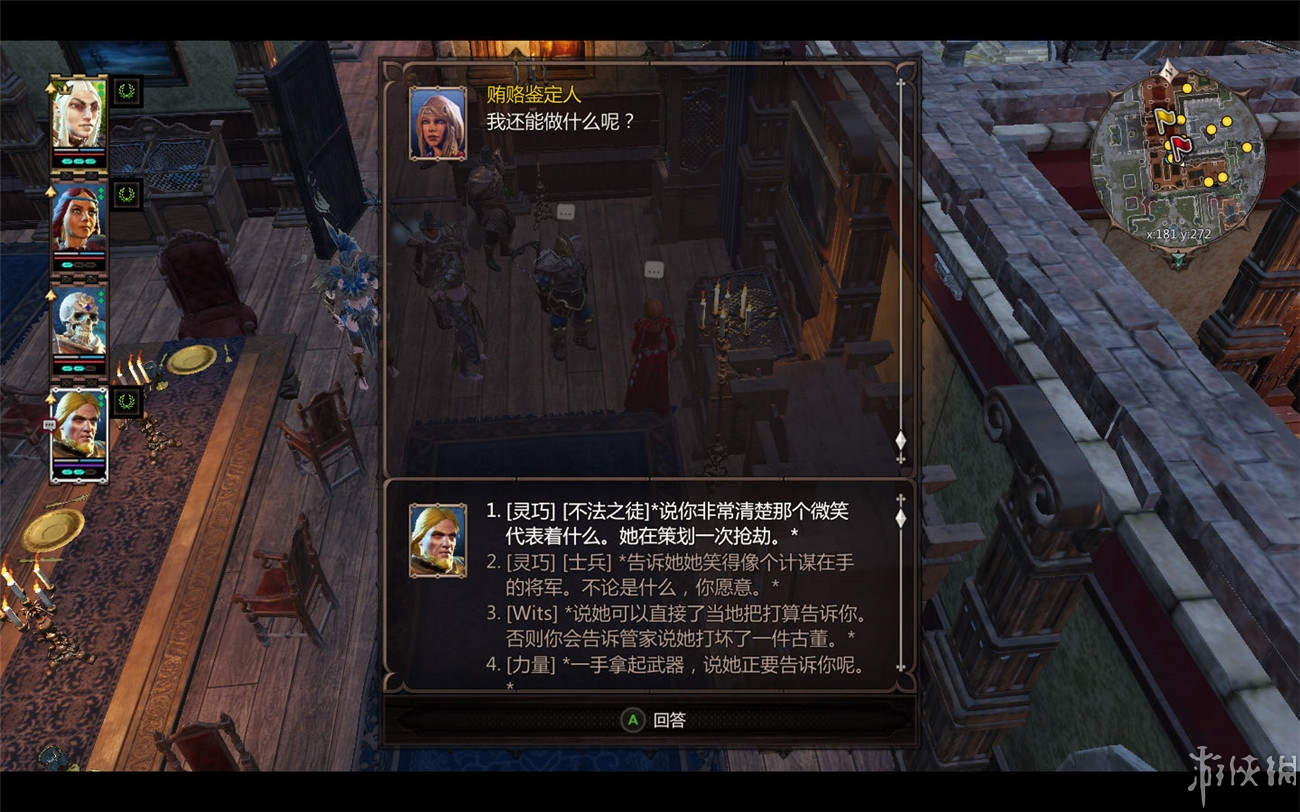 贿赂鉴定人
我还能做什么呢？
x:181 y:272
1. [灵巧] [不法之徒]*说你非常清楚那个微笑
代表着什么。她在策划一次抢劫。*
2. [灵巧] [士兵] *告诉她她笑得像个计谋在手
的将军。不论是什么，你愿意。*
3. [Wits] *说她可以直接了当地把打算告诉你。
否则你会告诉管家说她打坏了一件古董。*
4. [力量] *一手拿起武器，说她正要告诉你呢。
*
A 回答
游侠网